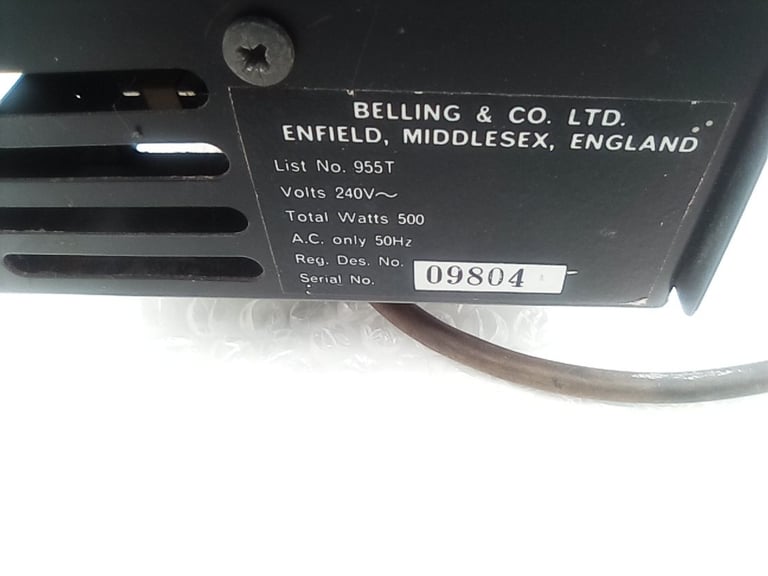 BELLING & CO. LTD.
ENFIELD, MIDDLESEX, ENGLAND
List No. 955T
Volts 240V~
Total Watts 500
A.C. only 50Hz
Reg. Des. No.
Serial No. 09804